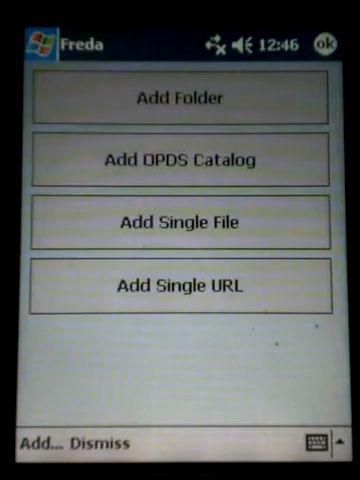 Freda 12:46 ok
Add Folder
Add OPDS Catalog
Add Single File
Add Single URL
Add... Dismiss